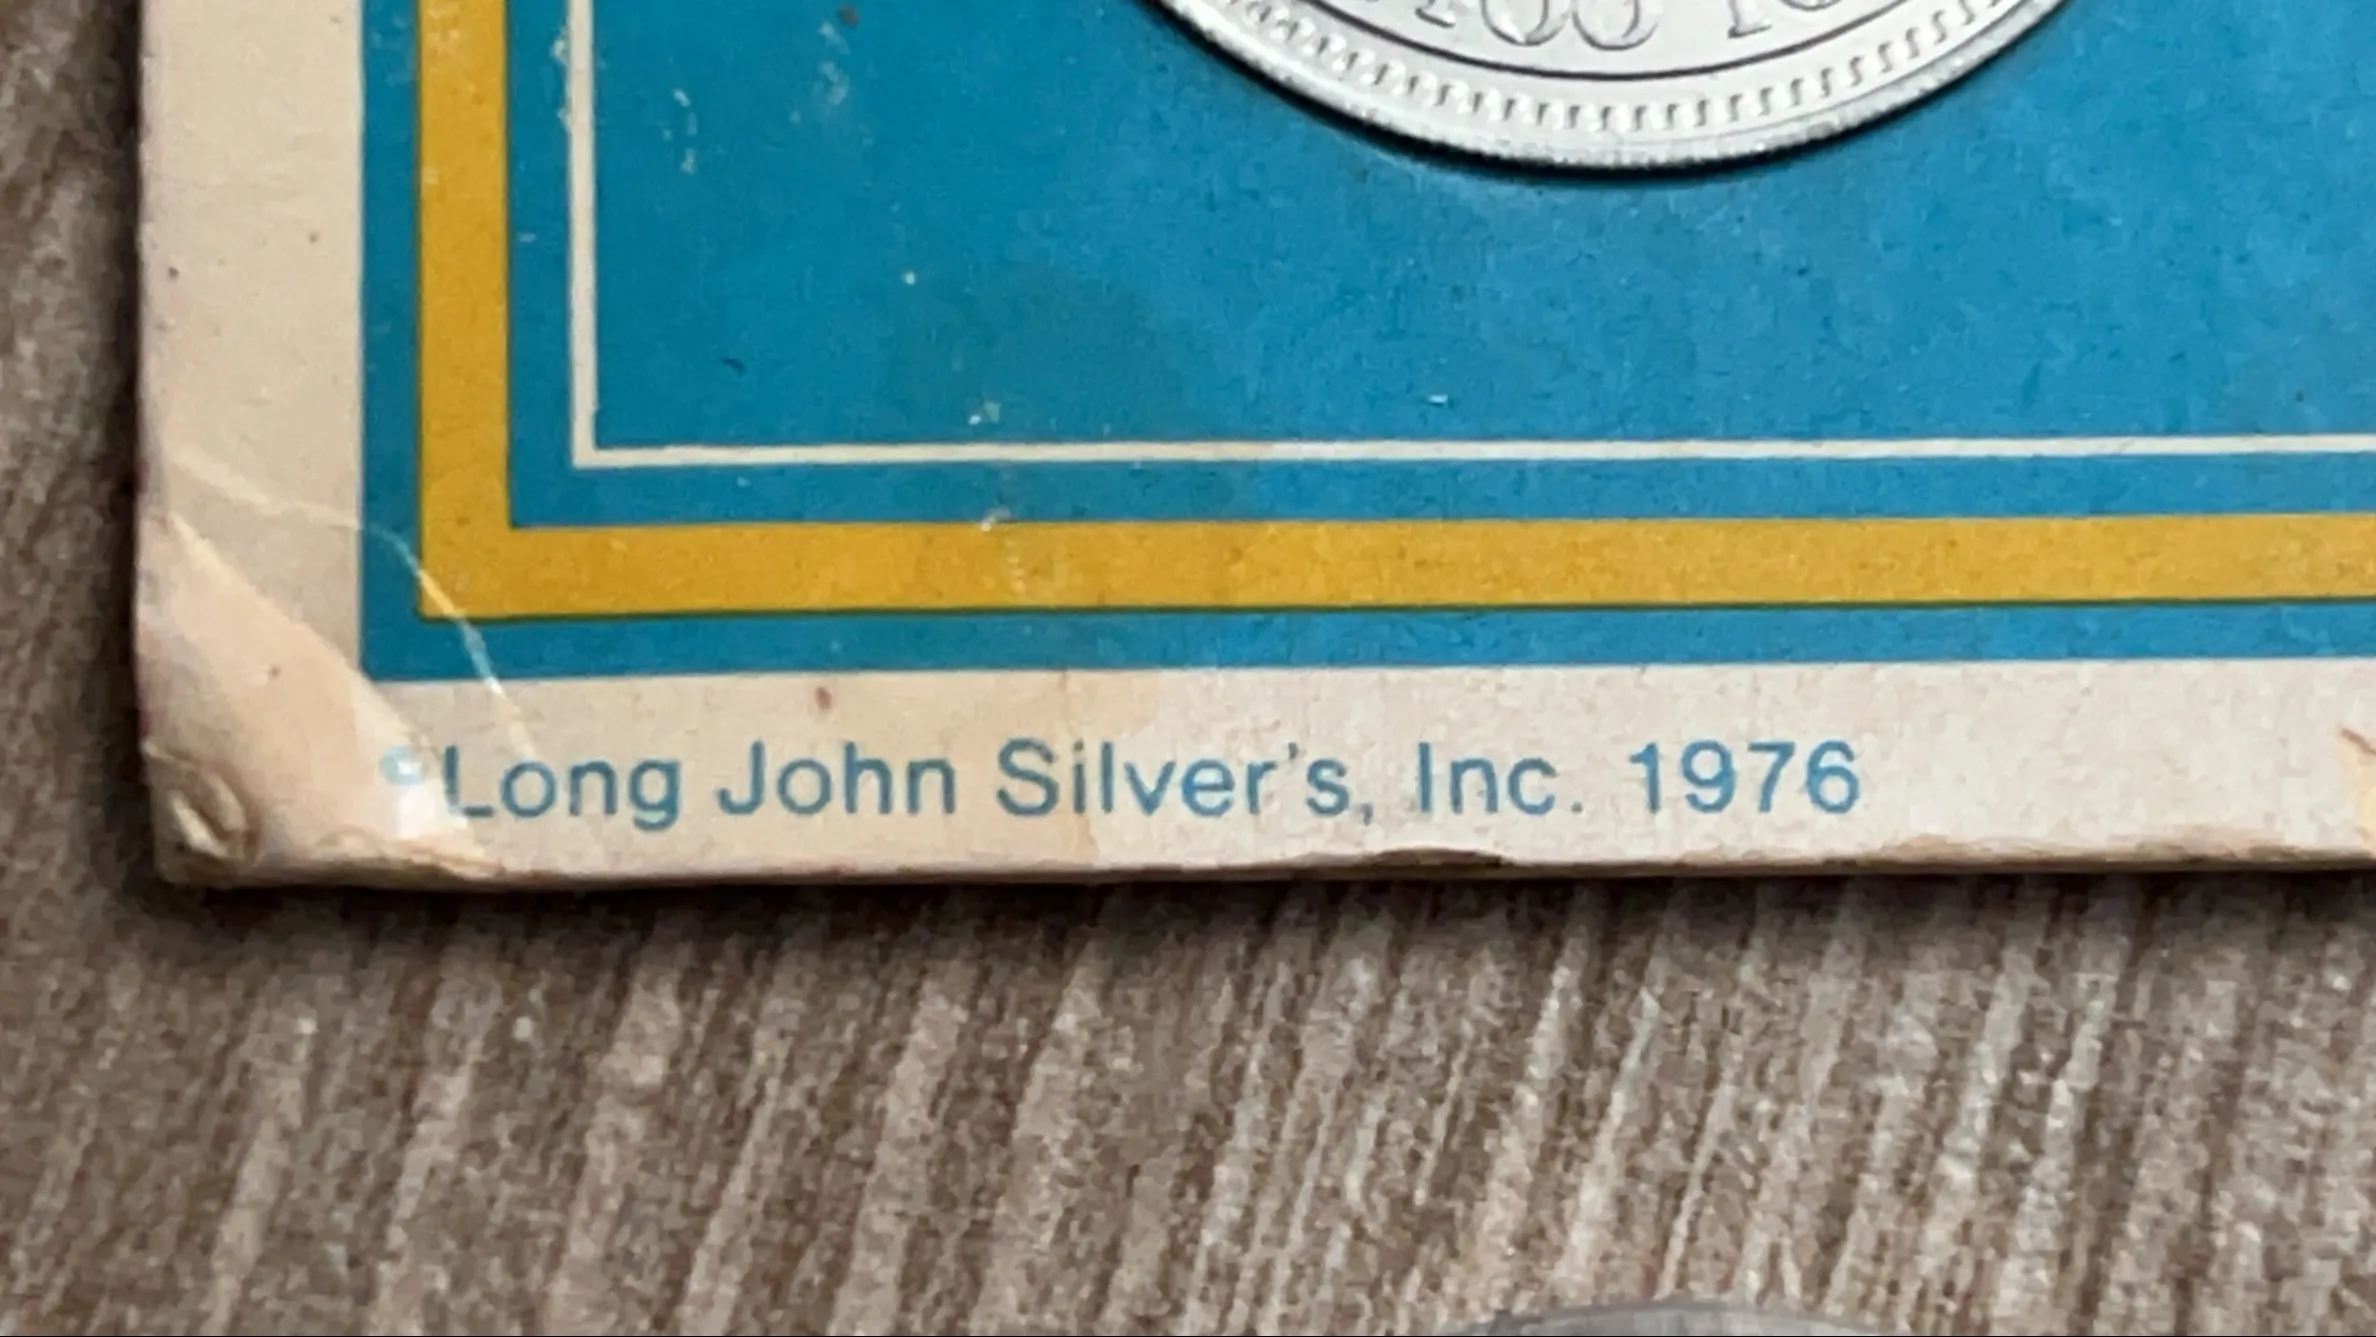 ©Long John Silver's, Inc. 1976